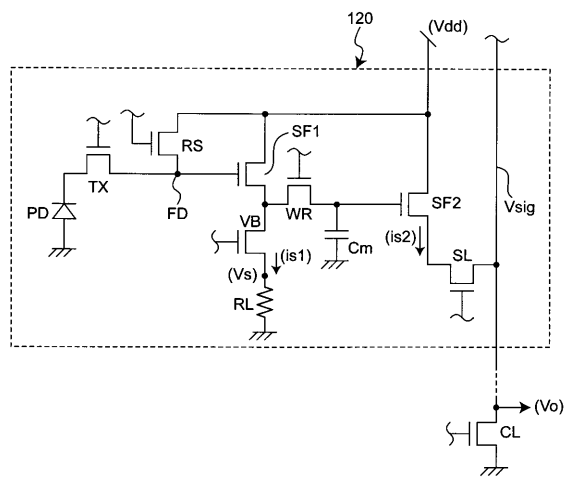 120
(Vdd)
SF1
RS
TX
PD
FD
WR
SF2
Vsig
VB
Cm
(is2)
SL
(is1)
(Vs)
RL
(Vo)
CL